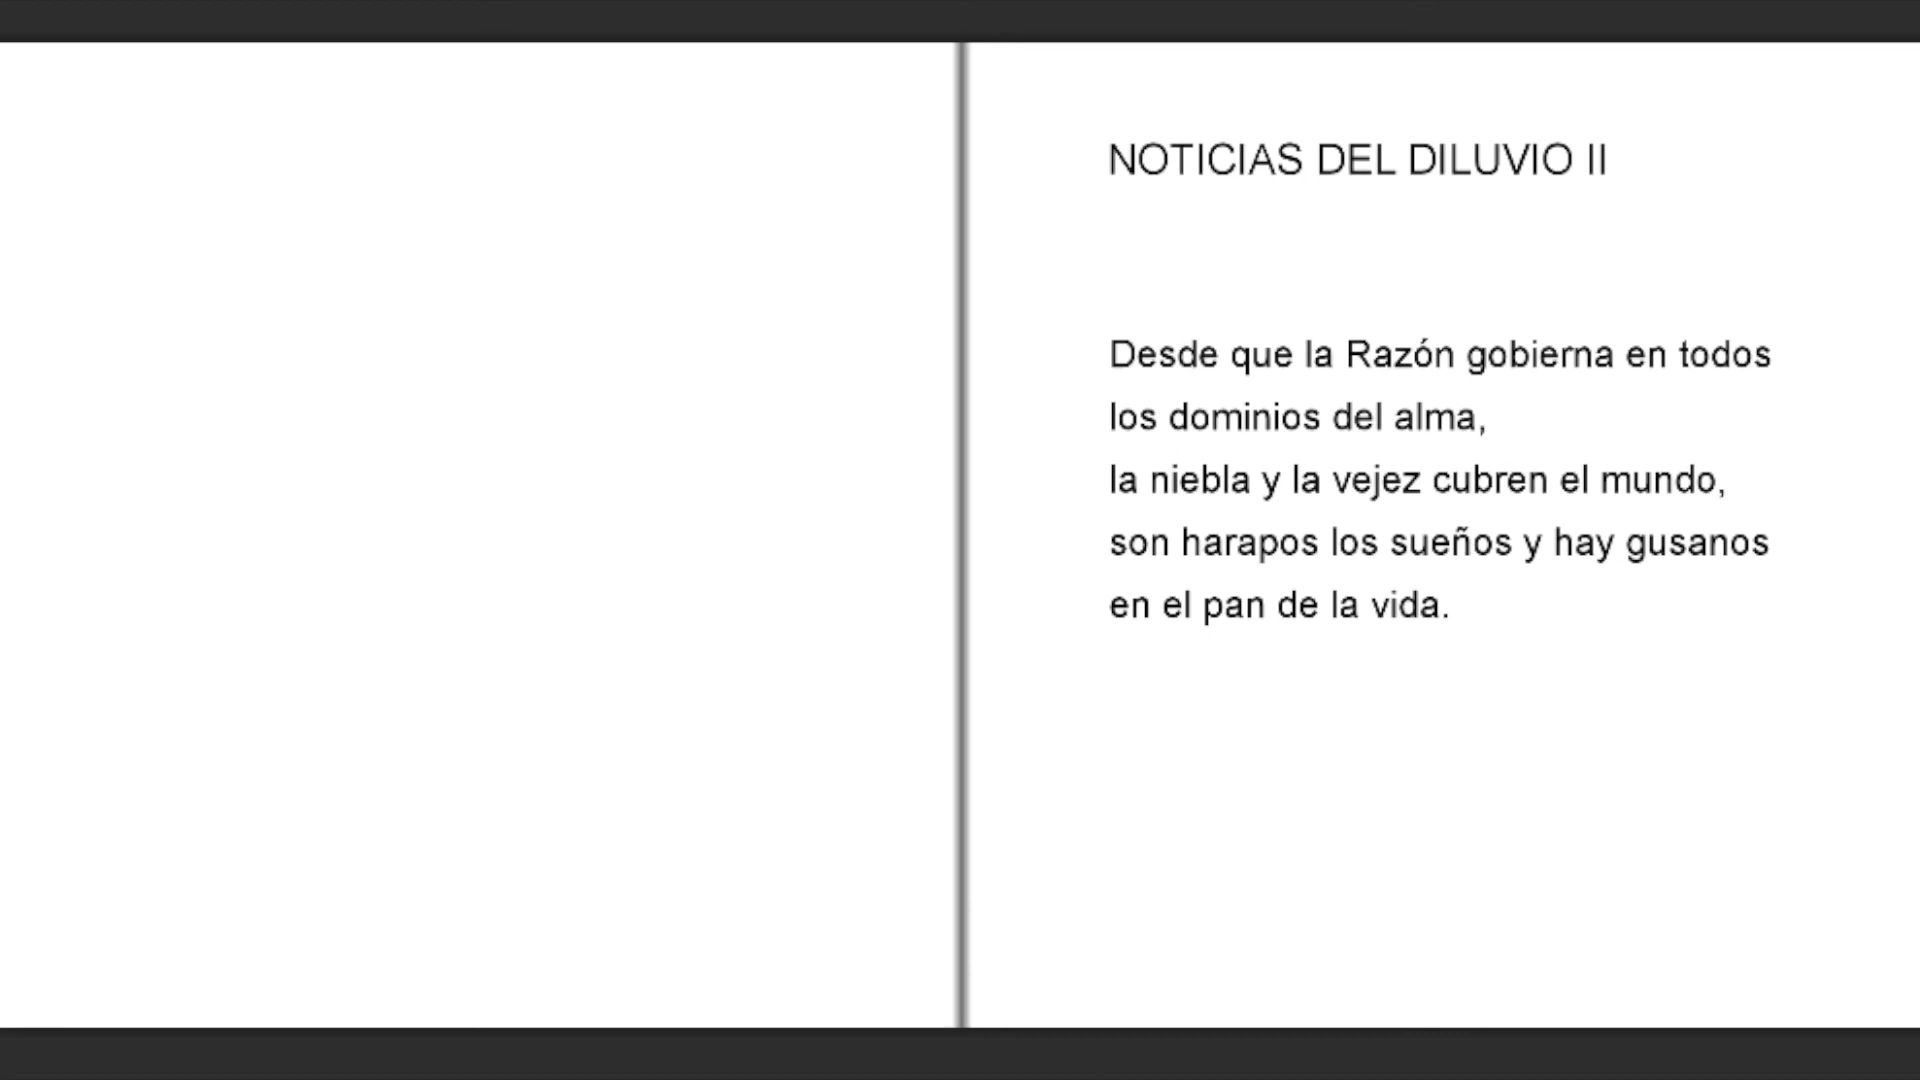 NOTICIAS DEL DILUVIO II
Desde que la Razón gobierna en todos
los dominios del alma,
la niebla y la vejez cubren el mundo,
son harapos los sueños y hay gusanos
en el pan de la vida.